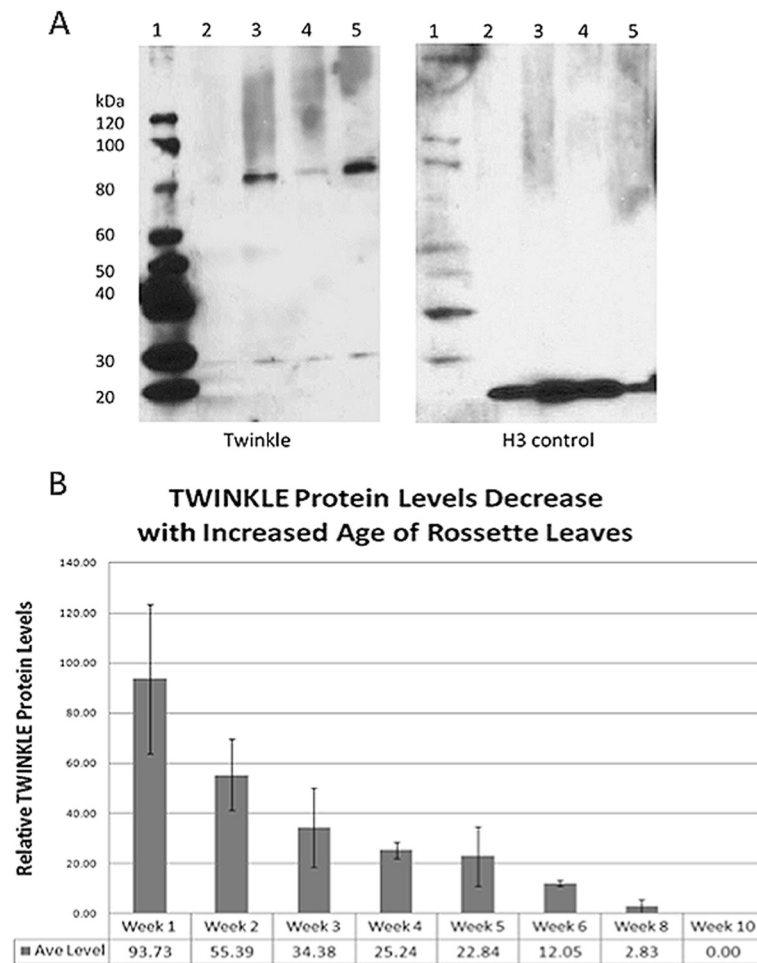 A
1 2 3 4 5
1 2 3 4 5
kDa
120
100
80
60
50
40
30
20
Twinkle
H3 control
B
TWINKLE Protein Levels Decrease
with Increased Age of Rossette Leaves
Relative TWINKLE Protein Levels
140.00
120.00
100.00
80.00
60.00
40.00
20.00
0.00
Week 1 Week 2 Week 3 Week 4 Week 5 Week 6 Week 8 Week 10
Ave Level 93.73 55.39 34.38 25.24 22.84 12.05 2.83 0.00